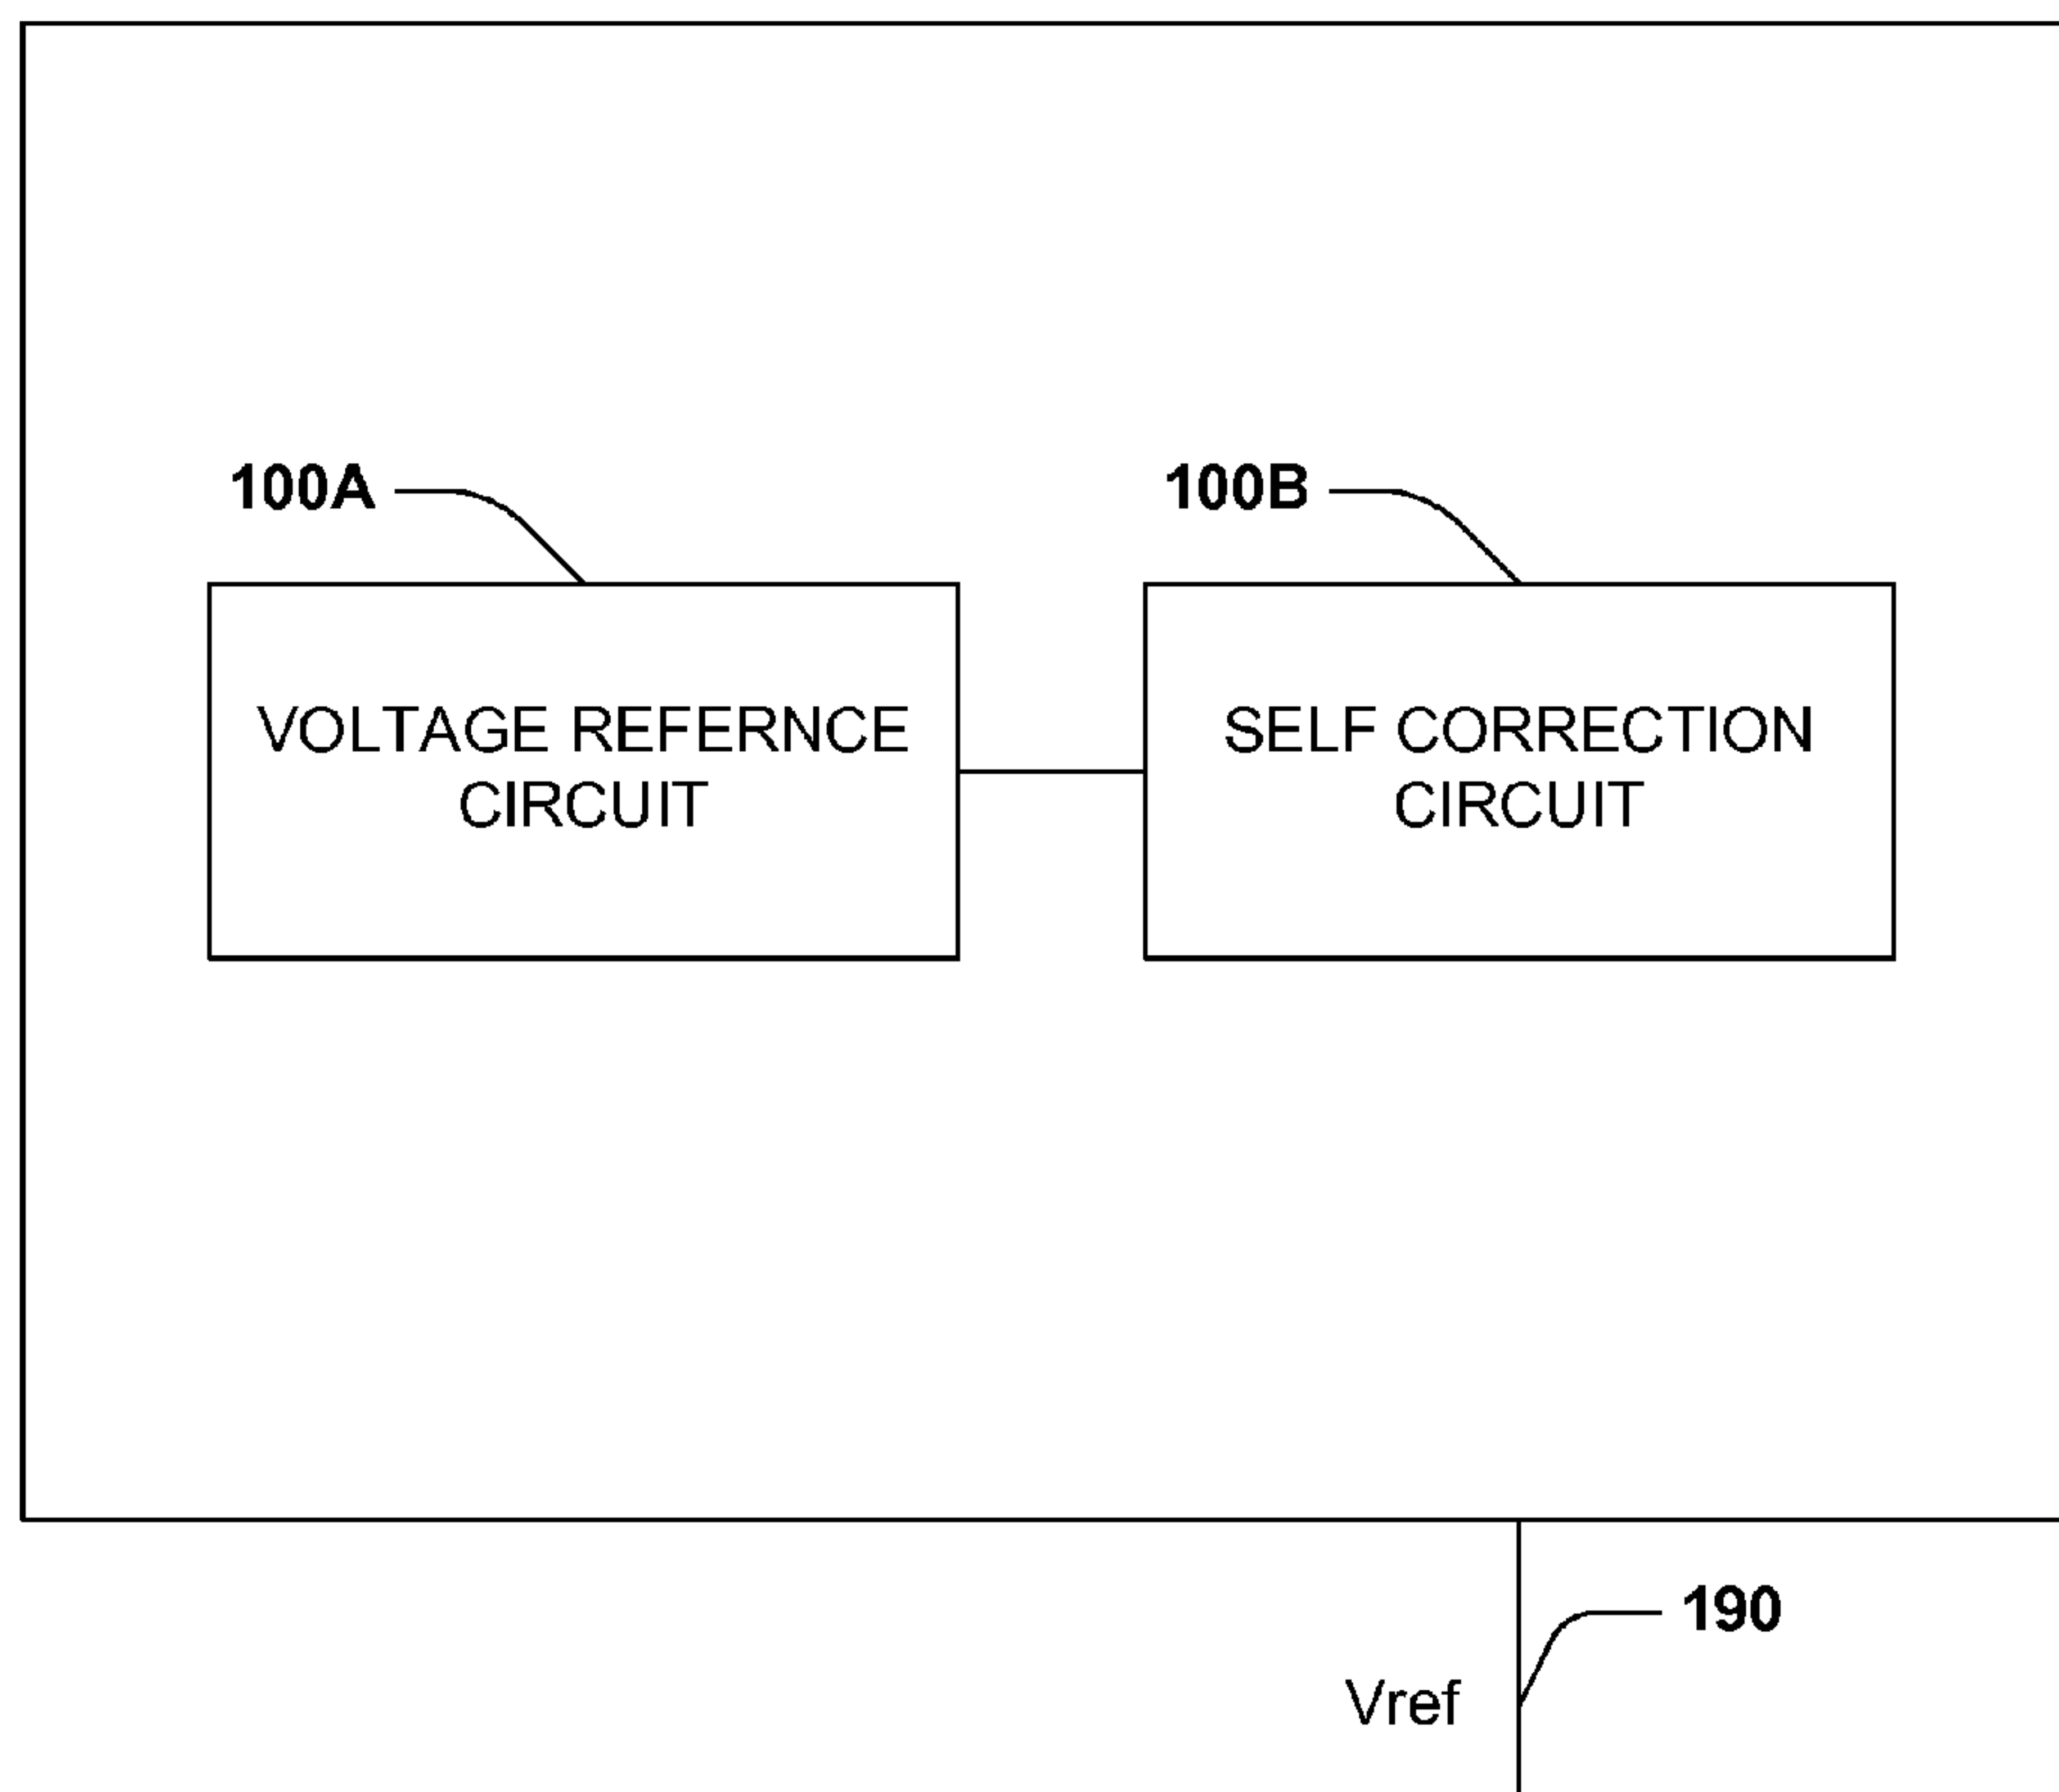 100A
100B
VOLTAGE REFERNCE
CIRCUIT
SELF CORRECTION
CIRCUIT
190
Vref